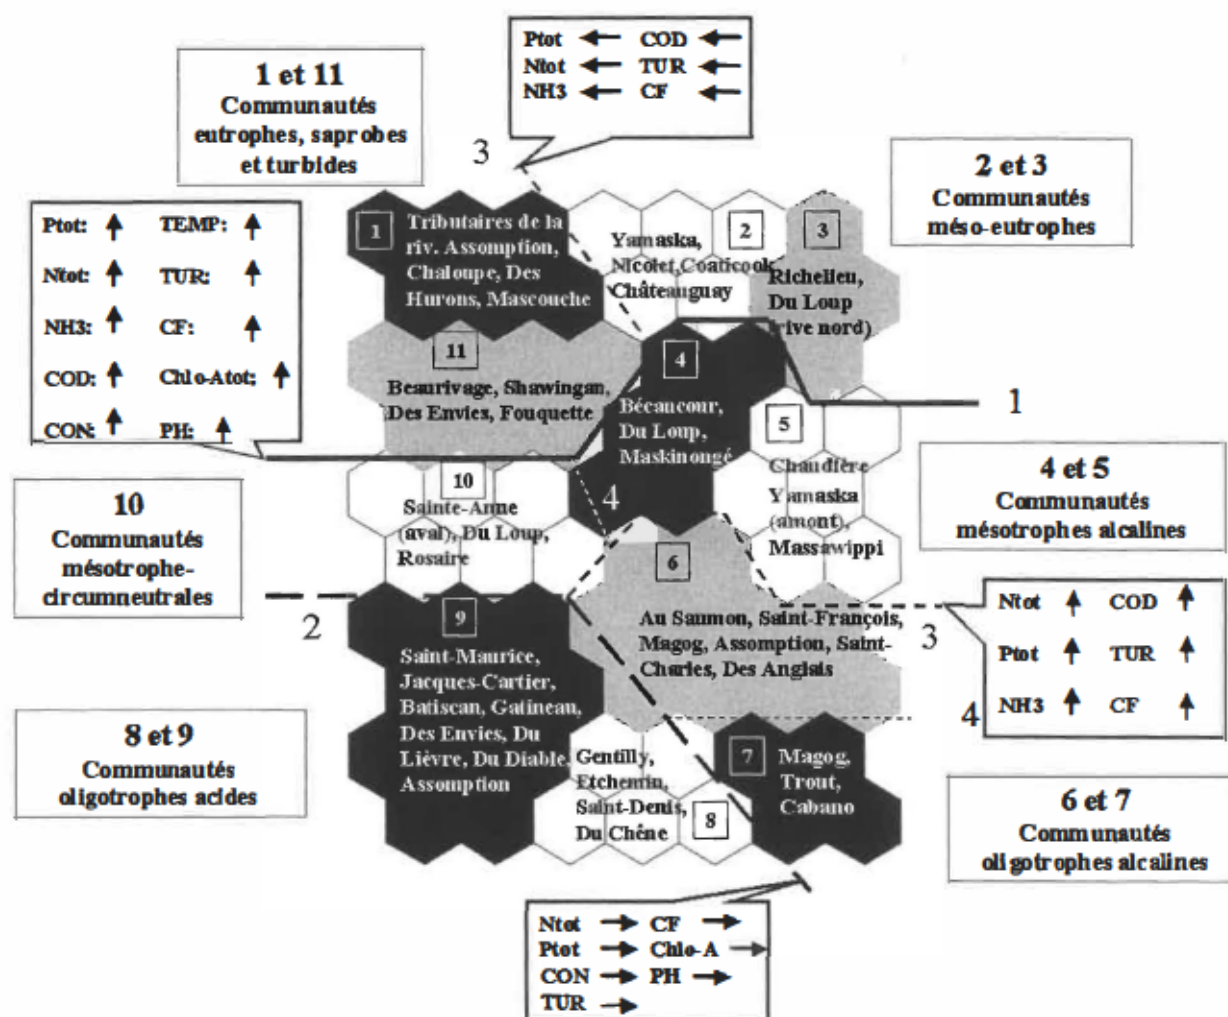 Ptot COD
Ntot TUR
NH3 CF
1 et 11
Communautés
eutrophes, saprobes
et turbides
3
2 et 3
Communautés
méso-eutrophes
Ptot: TEMP:
Ntot: TUR:
NH3: CF:
COD: Chlo-Atot:
CON: PH:
1
Tributaires de la
riv. Assomption,
Chaloupe, Des
Hurons, Mascouche
2
Yamaska,
Nicolet,Coaticook
Châteauguay
3
Richelieu,
Du Loup
(rive nord)
11
Beaurivage, Shawingan,
Des Envies, Fouquette
4
Bécancour,
Du Loup,
Maskinongé
1
5
Chaudière
Yamaska
(amont),
Massawippi
4 et 5
Communautés
mésotrophes alcalines
10
Communautés
mésotrophe-
circumneutrales
10
Sainte-Anne
(aval), Du Loup,
Rosaire
4
6
Au Saumon, Saint-François,
Magog, Assomption, Saint-
Charles, Des Anglais
2
9
Saint-Maurice,
Jacques-Cartier,
Batiscan, Gatineau,
Des Envies, Du
Lièvre, Du Diable,
Assomption
3
4
Ntot COD
Ptot TUR
NH3 CF
8 et 9
Communautés
oligotrophes acides
Gentilly,
Etchemin,
Saint-Denis,
Du Chêne
8
7
Magog,
Trout,
Cabano
6 et 7
Communautés
oligotrophes alcalines
Ntot CF
Ptot Chlo-A
CON PH
TUR